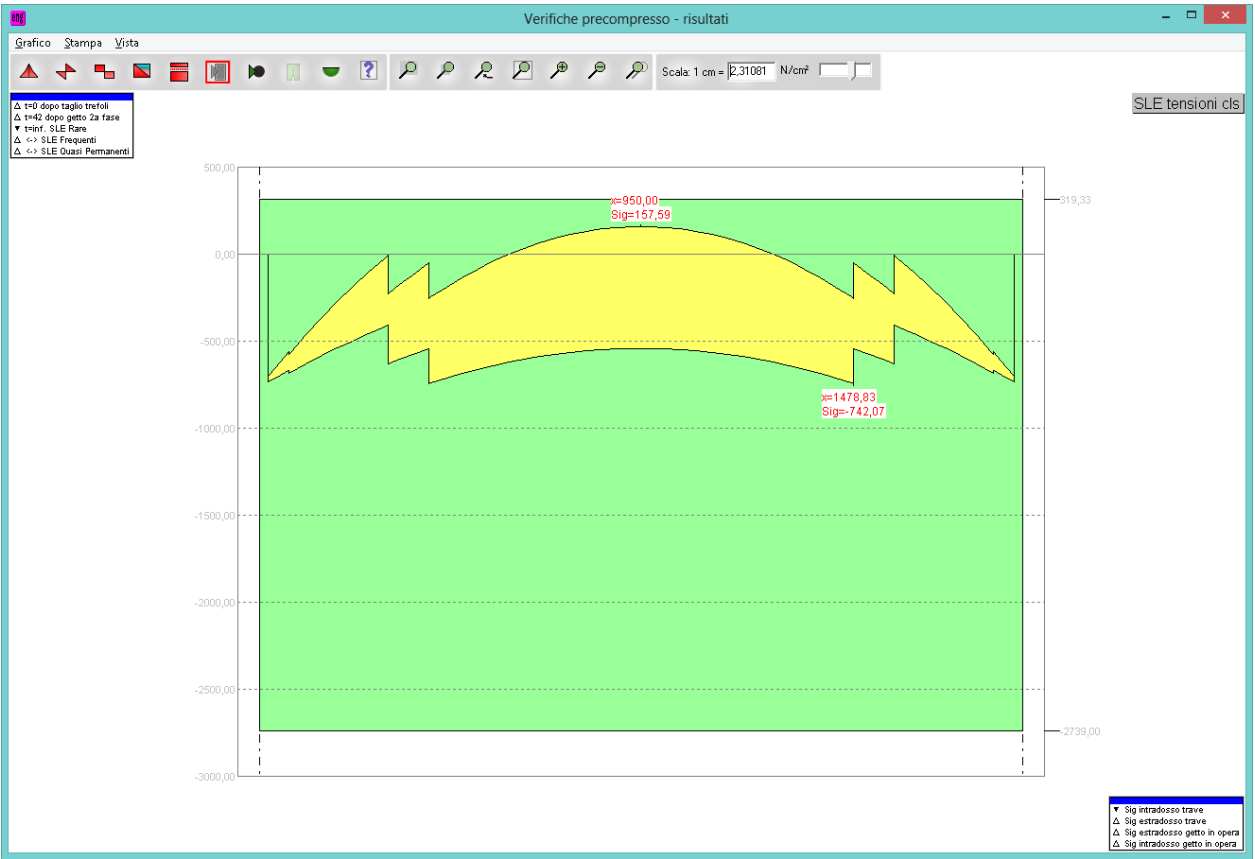 eng
Verifiche precompresso - risultati
Grafico Stampa Vista
Scala: 1 cm = 2,31081 N/cm²
t=0 dopo taglio trefoli
t=42 dopo getto 2a fase
t=inf. SLE Rare
<-> SLE Frequenti
<-> SLE Quasi Permanenti
SLE tensioni cls
500,00
319,33
x=950,00
Sig=157,59
0,00
-500,00
x=1478,83
Sig=-742,07
-1000,00
-1500,00
-2000,00
-2500,00
-2739,00
-3000,00
Sig intradosso trave
Sig estradosso trave
Sig estradosso getto in opera
Sig intradosso getto in opera